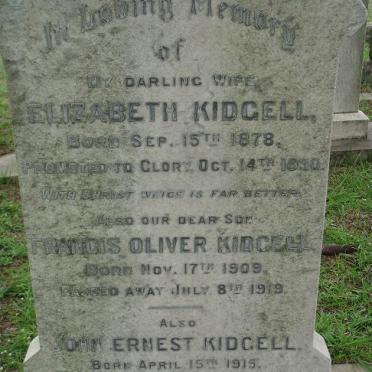 In Loving Memory
of
My Darling Wife
ELIZABETH KIDGELL.
Born Sep. 15TH 1878.
Promoted to Glory, Oct. 14TH
With Christ which is far better.
Also our dear Son
FRANCIS OLIVER KIDGELL
Born Nov. 17TH 1909.
Passed away July 8TH 1919.
Also
JOHN ERNEST KIDGELL.
Born April 15TH 1915.